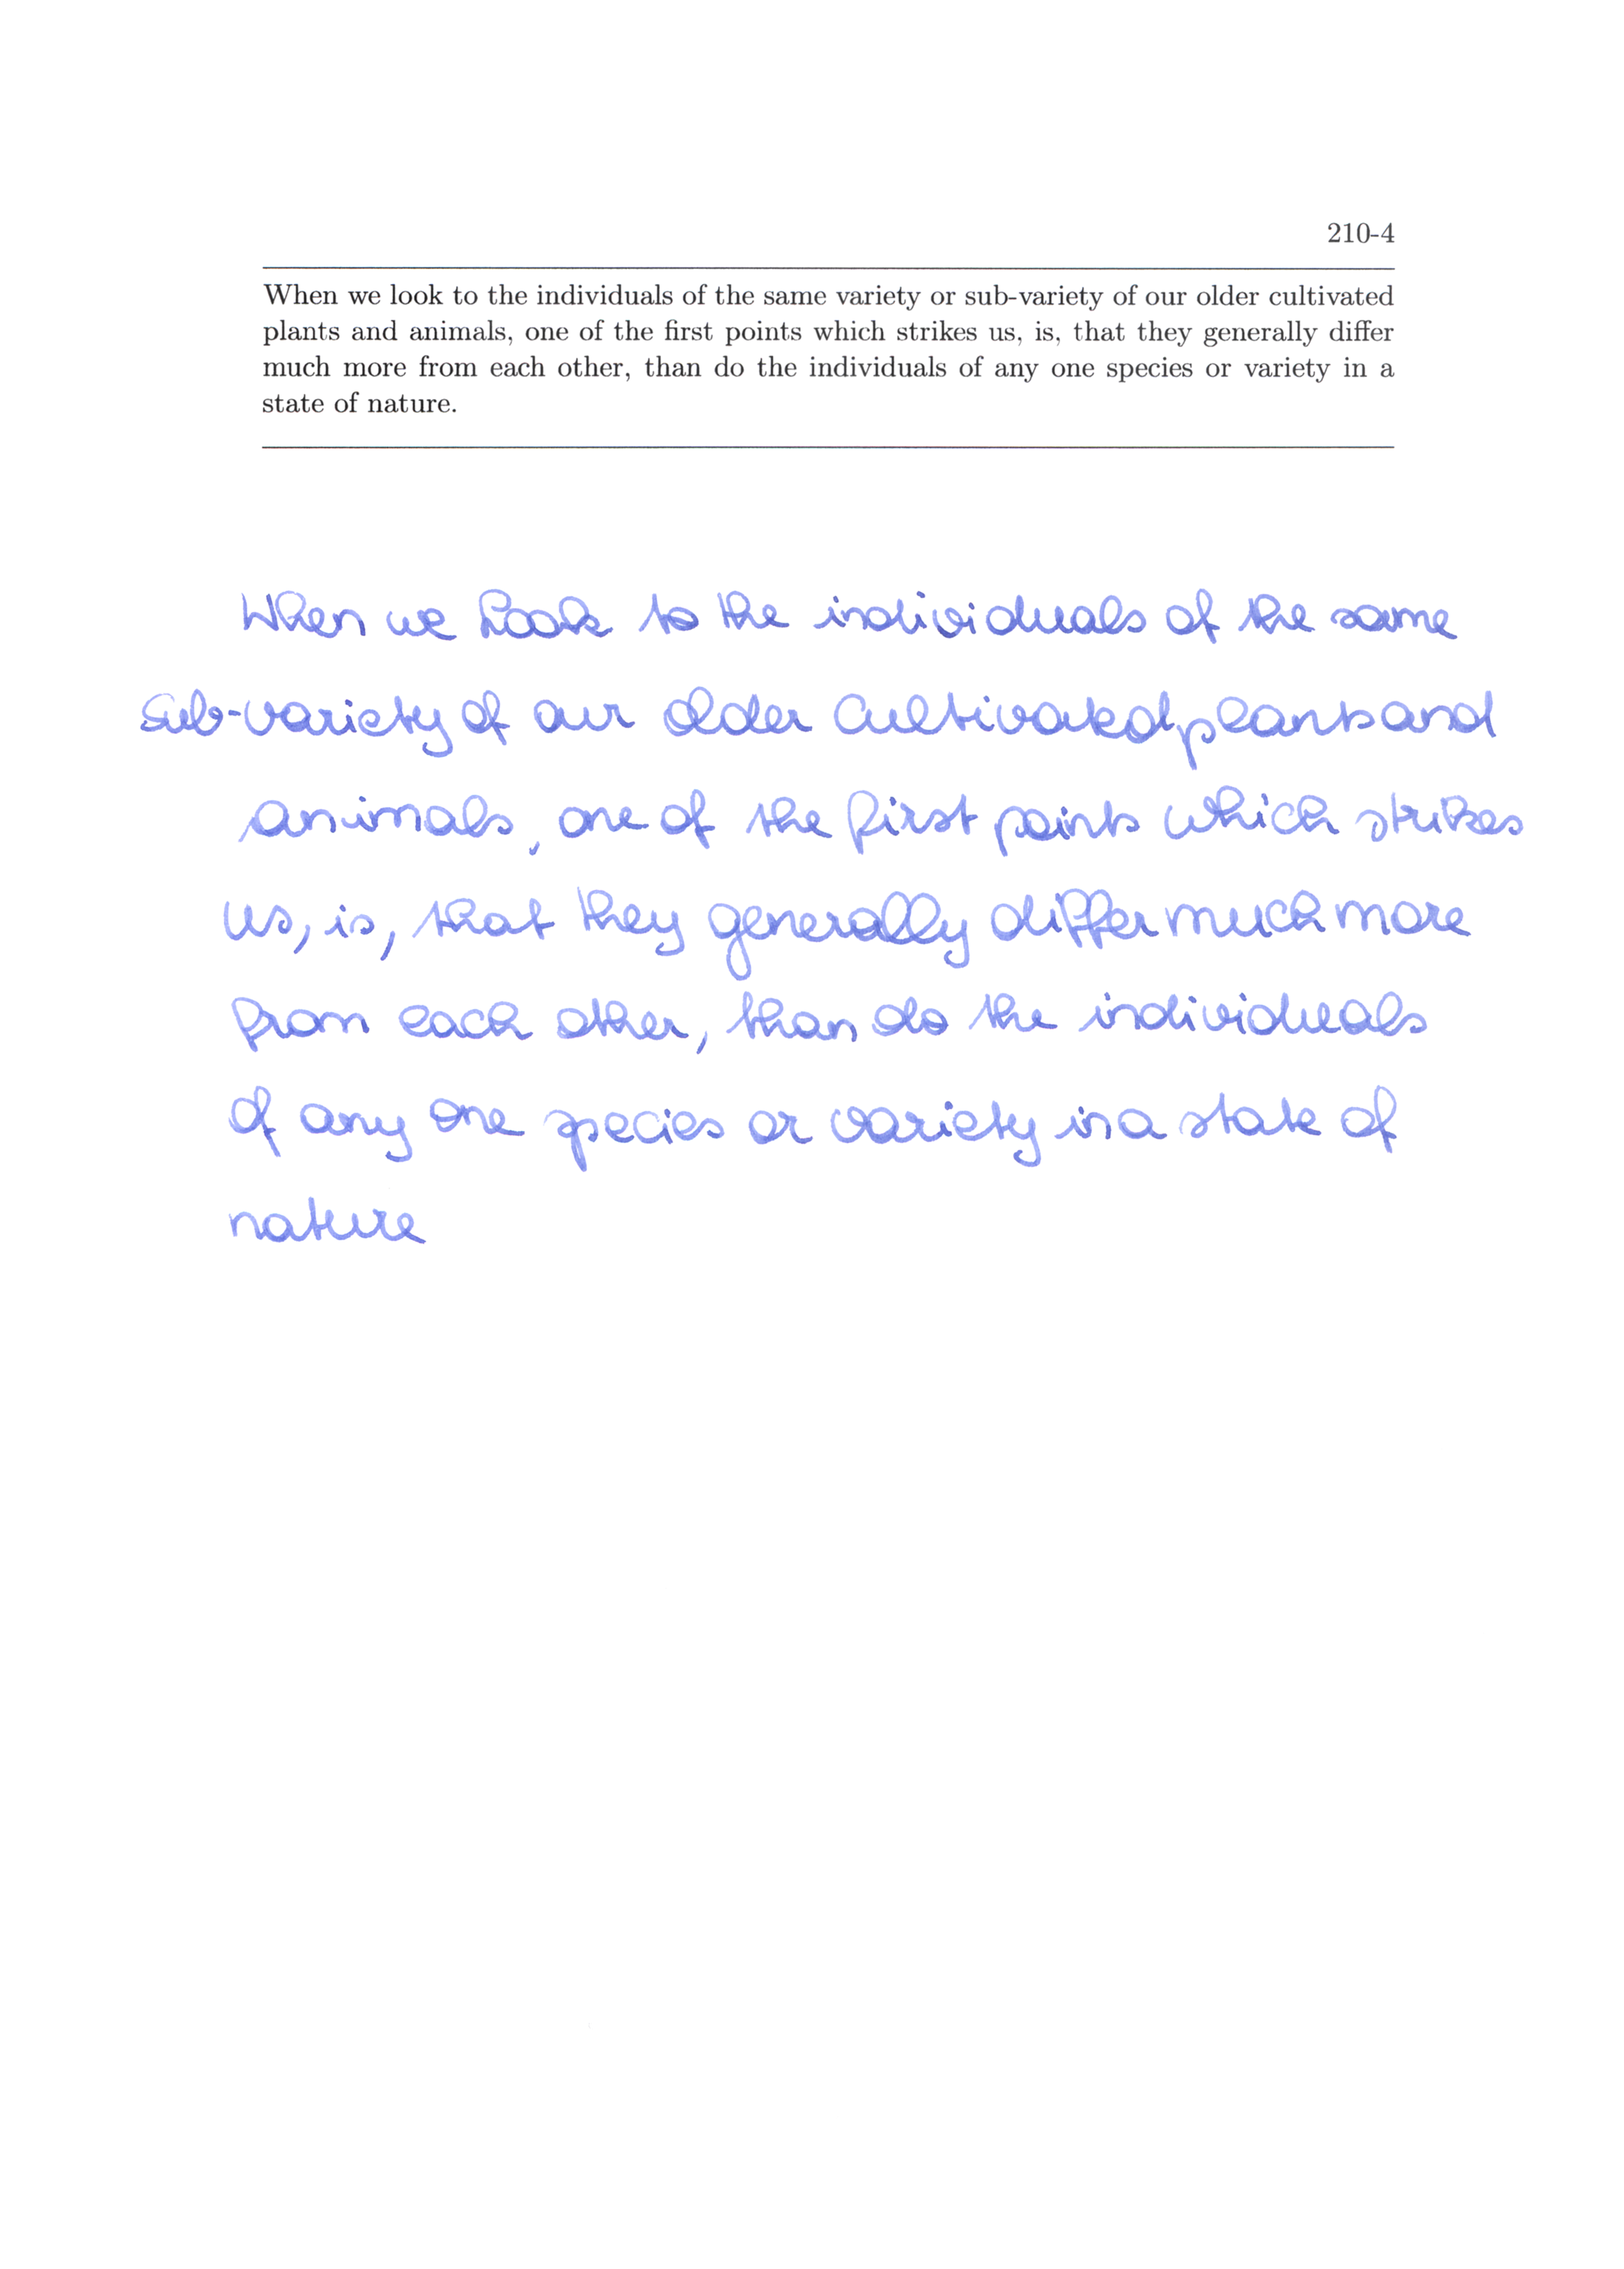 210-4
When we look to the individuals of the same variety or sub-variety of our older cultivated
plants and animals, one of the first points which strikes us, is, that they generally differ
much more from each other, than do the individuals of any one species or variety in a
state of nature.
When we look to the individuals of the same
sub-variety of our older cultivated plants and
animals, one of the first points which strikes
us, is, that they generally differ much more
from each other, than do the individuals
of any one species or variety in a state of
nature